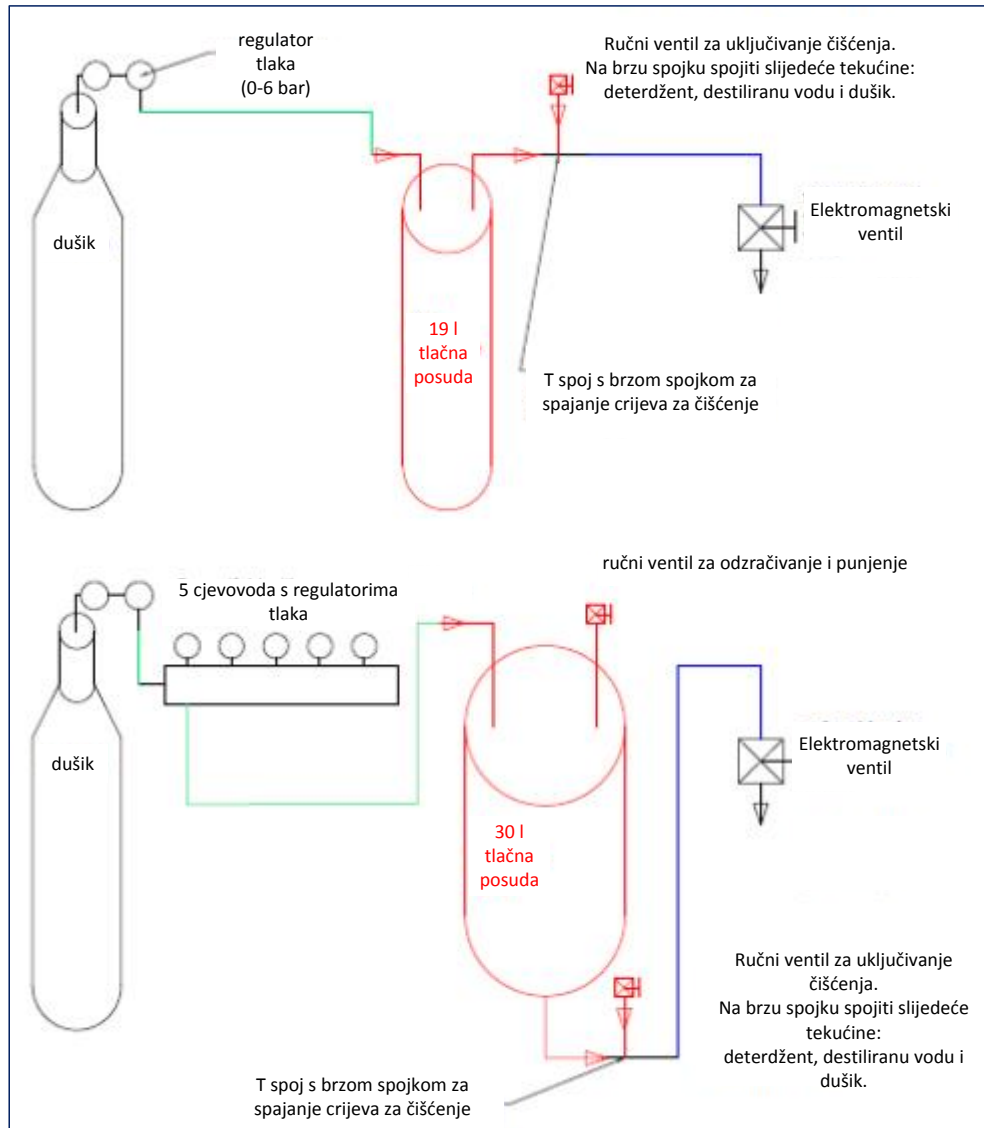 regulator
tlaka
(0-6 bar)
Ručni ventil za uključivanje čišćenja.
Na brzu spojku spojiti slijedeće tekućine:
deterdžent, destiliranu vodu i dušik.
dušik
Elektromagnetski
ventil
19 l
tlačna
posuda
T spoj s brzom spojkom za
spajanje crijeva za čišćenje
5 cjevovoda s regulatorima
tlaka
ručni ventil za odzračivanje i punjenje
dušik
Elektromagnetski
ventil
30 l
tlačna
posuda
Ručni ventil za uključivanje
čišćenja.
Na brzu spojku spojiti slijedeće
tekućine:
deterdžent, destiliranu vodu i
dušik.
T spoj s brzom spojkom za
spajanje crijeva za čišćenje